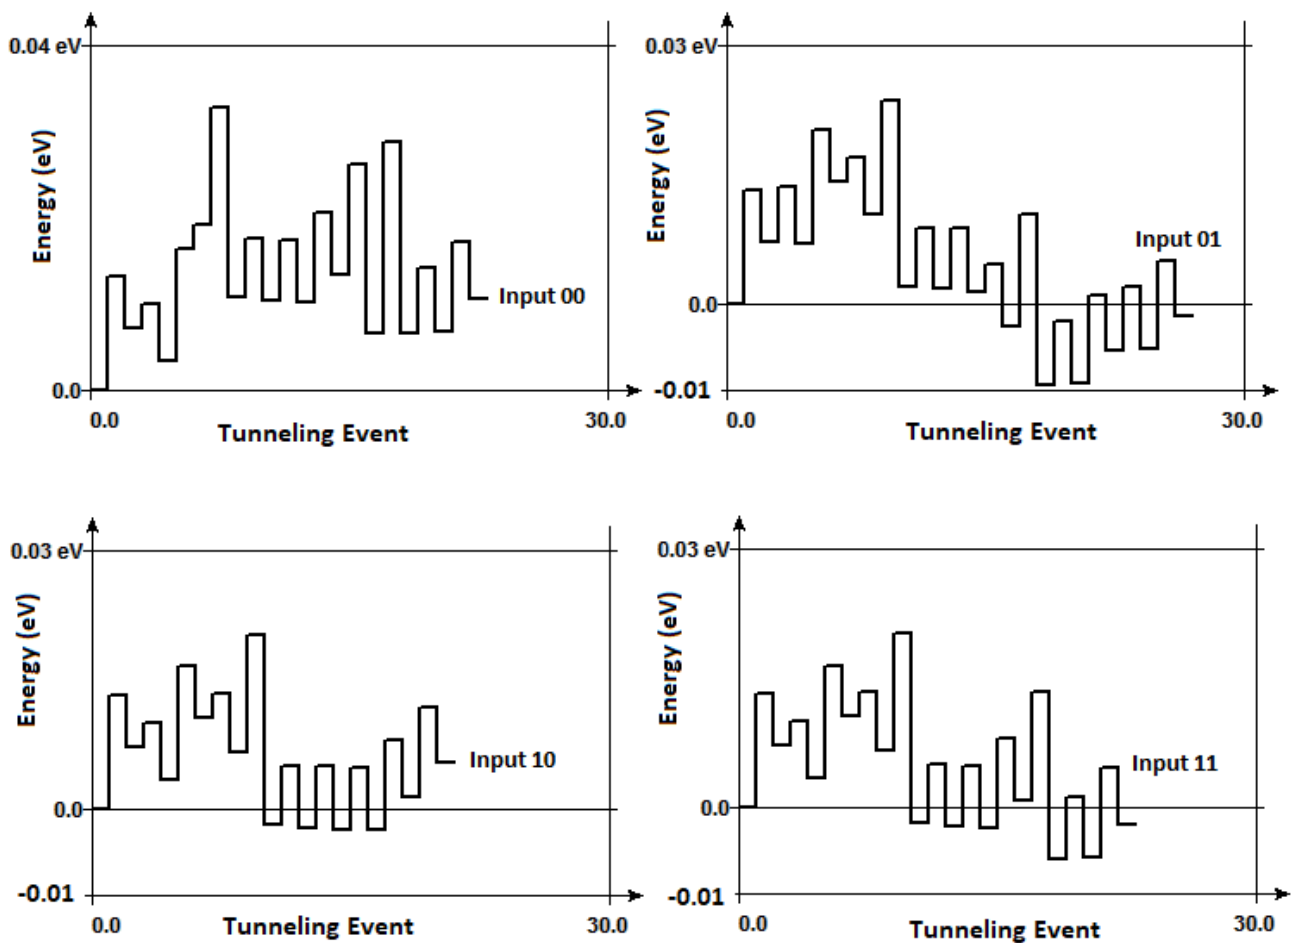 0.04 eV
Energy (eV)
Input 00
0.0
0.0
30.0
Tunneling Event
0.03 eV
Energy (eV)
Input 01
0.0
-0.01
0.0
30.0
Tunneling Event
0.03 eV
Energy (eV)
Input 10
0.0
-0.01
0.0
30.0
Tunneling Event
0.03 eV
Energy (eV)
Input 11
0.0
-0.01
0.0
30.0
Tunneling Event